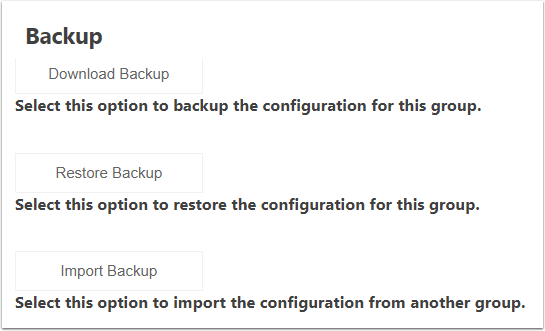 Backup
Download Backup
Select this option to backup the configuration for this group.
Restore Backup
Select this option to restore the configuration for this group.
Import Backup
Select this option to import the configuration from another group.